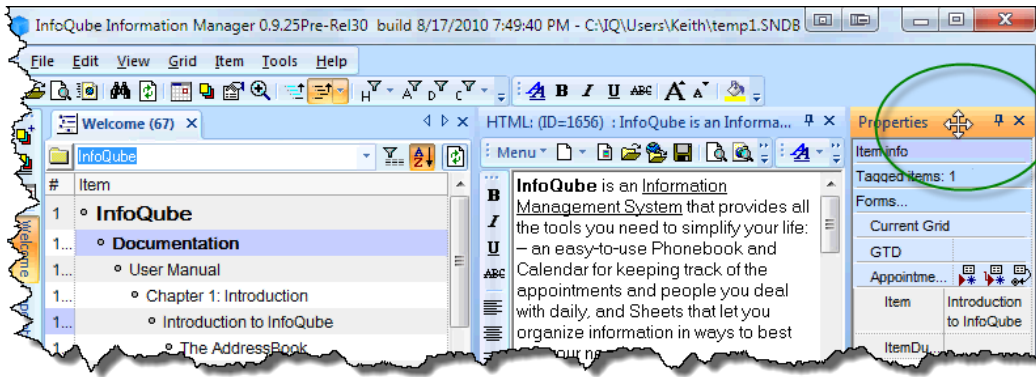 InfoQube Information Manager 0.9.25Pre-Rel30 build 8/17/2010 7:49:40 PM - C:\IQ\Users\Keith\temp1.SNDB
File Edit View Grid Item Tools Help
Welcome (67)
InfoQube
# Item
1 InfoQube
1... Documentation
1... User Manual
1... Chapter 1: Introduction
1... Introduction to InfoQube
1... The AddressBook
Welcome
HTML: (ID=1656) : InfoQube is an Informa...
Menu
B
I
U
ABC
InfoQube is an Information
Management System that provides all
the tools you need to simplify your life:
– an easy-to-use Phonebook and
Calendar for keeping track of the
appointments and people you deal
with daily, and Sheets that let you
organize information in ways to best
Properties
Item info
Tagged items: 1
Forms...
Current Grid
GTD
Appointme...
Item Introduction
to InfoQube
ItemDu...